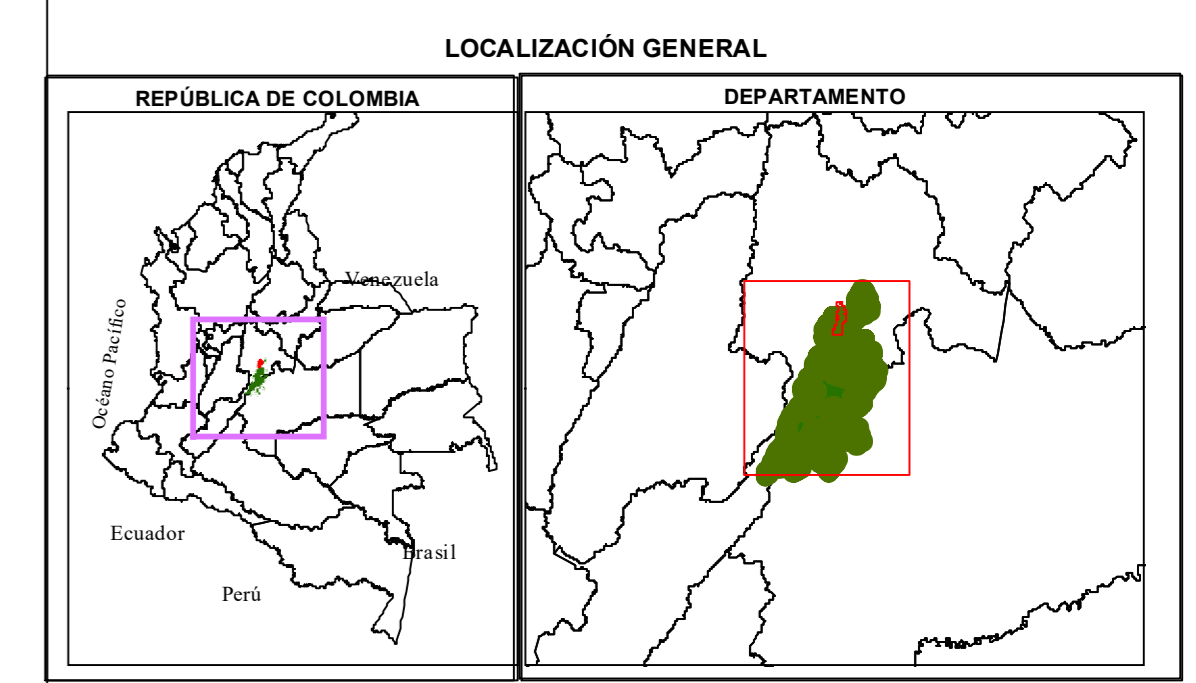 LOCALIZACIÓN GENERAL
REPÚBLICA DE COLOMBIA
DEPARTAMENTO
Venezuela
Océano Pacífico
Ecuador
Brasil
Perú